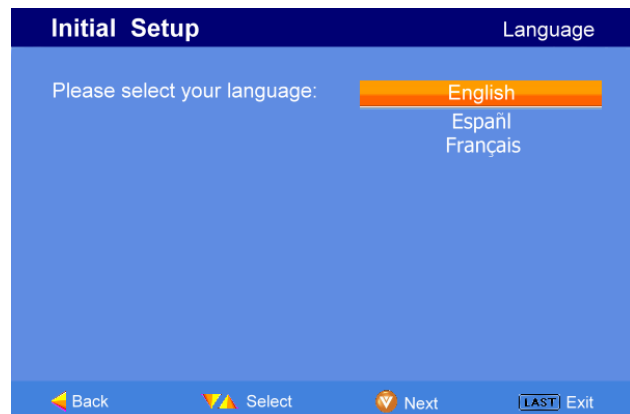 Initial Setup Language
Please select your language: English
Españl
Français
Back Select Next LAST Exit